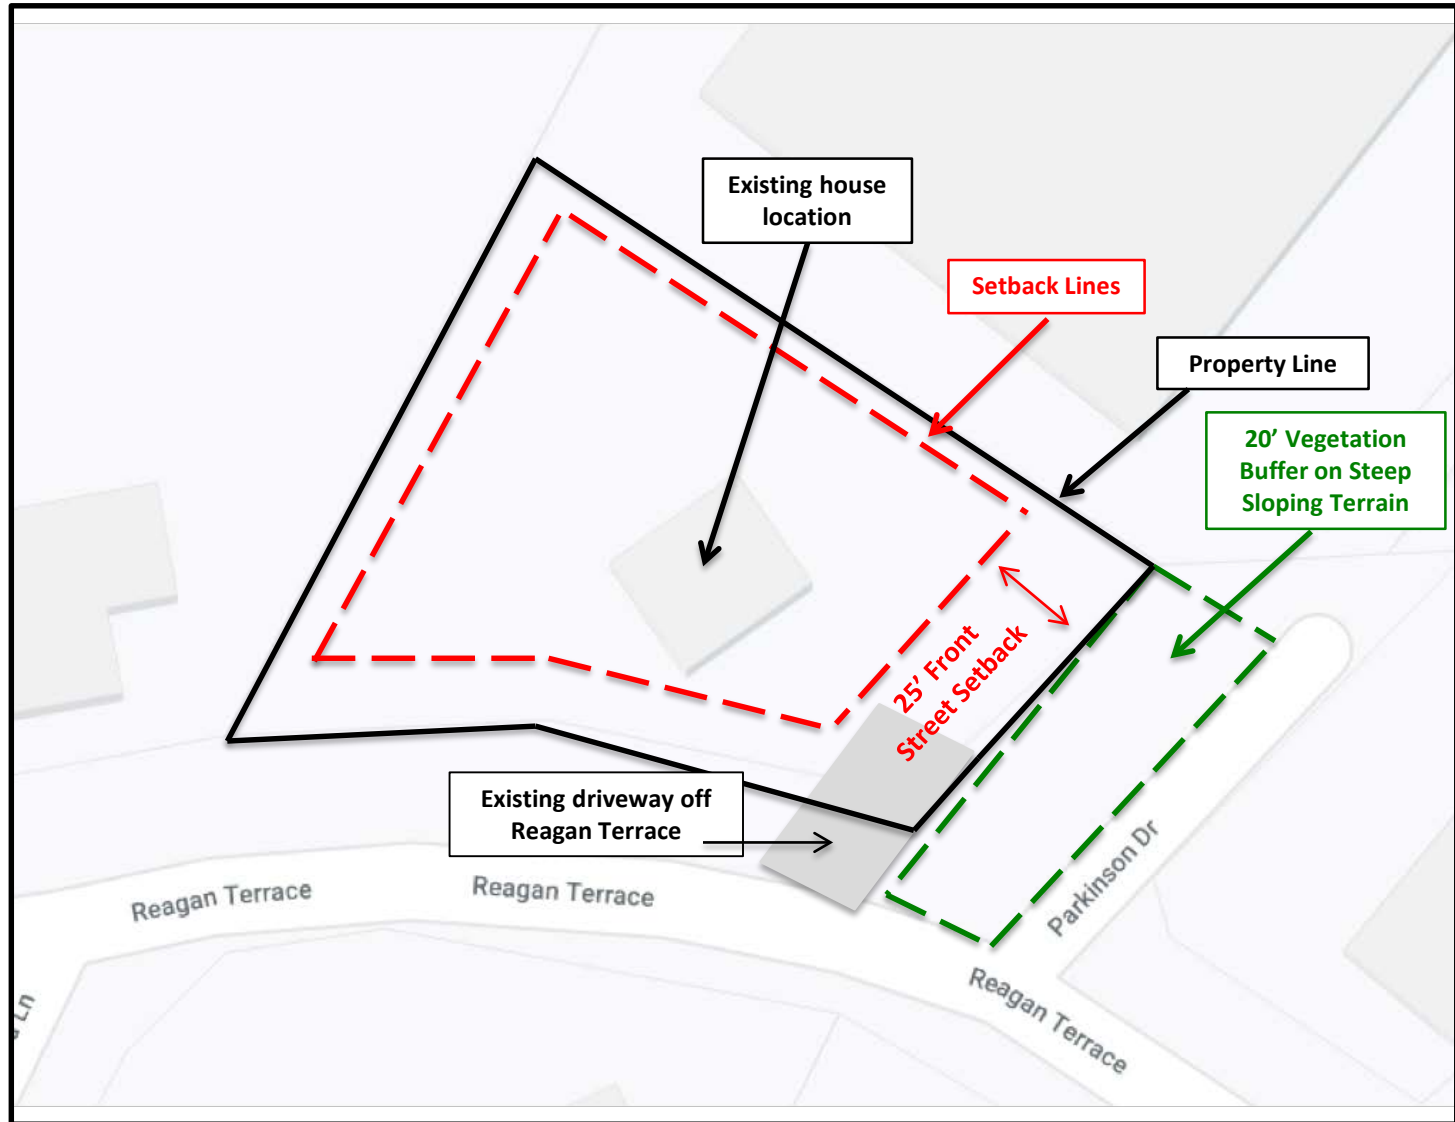 Existing house
location
Setback Lines
Property Line
20’ Vegetation
Buffer on Steep
Sloping Terrain
25’ Front
Street Setback
Existing driveway off
Reagan Terrace
Reagan Terrace
Reagan Terrace
Parkinson Dr
Reagan Terrace
Ln